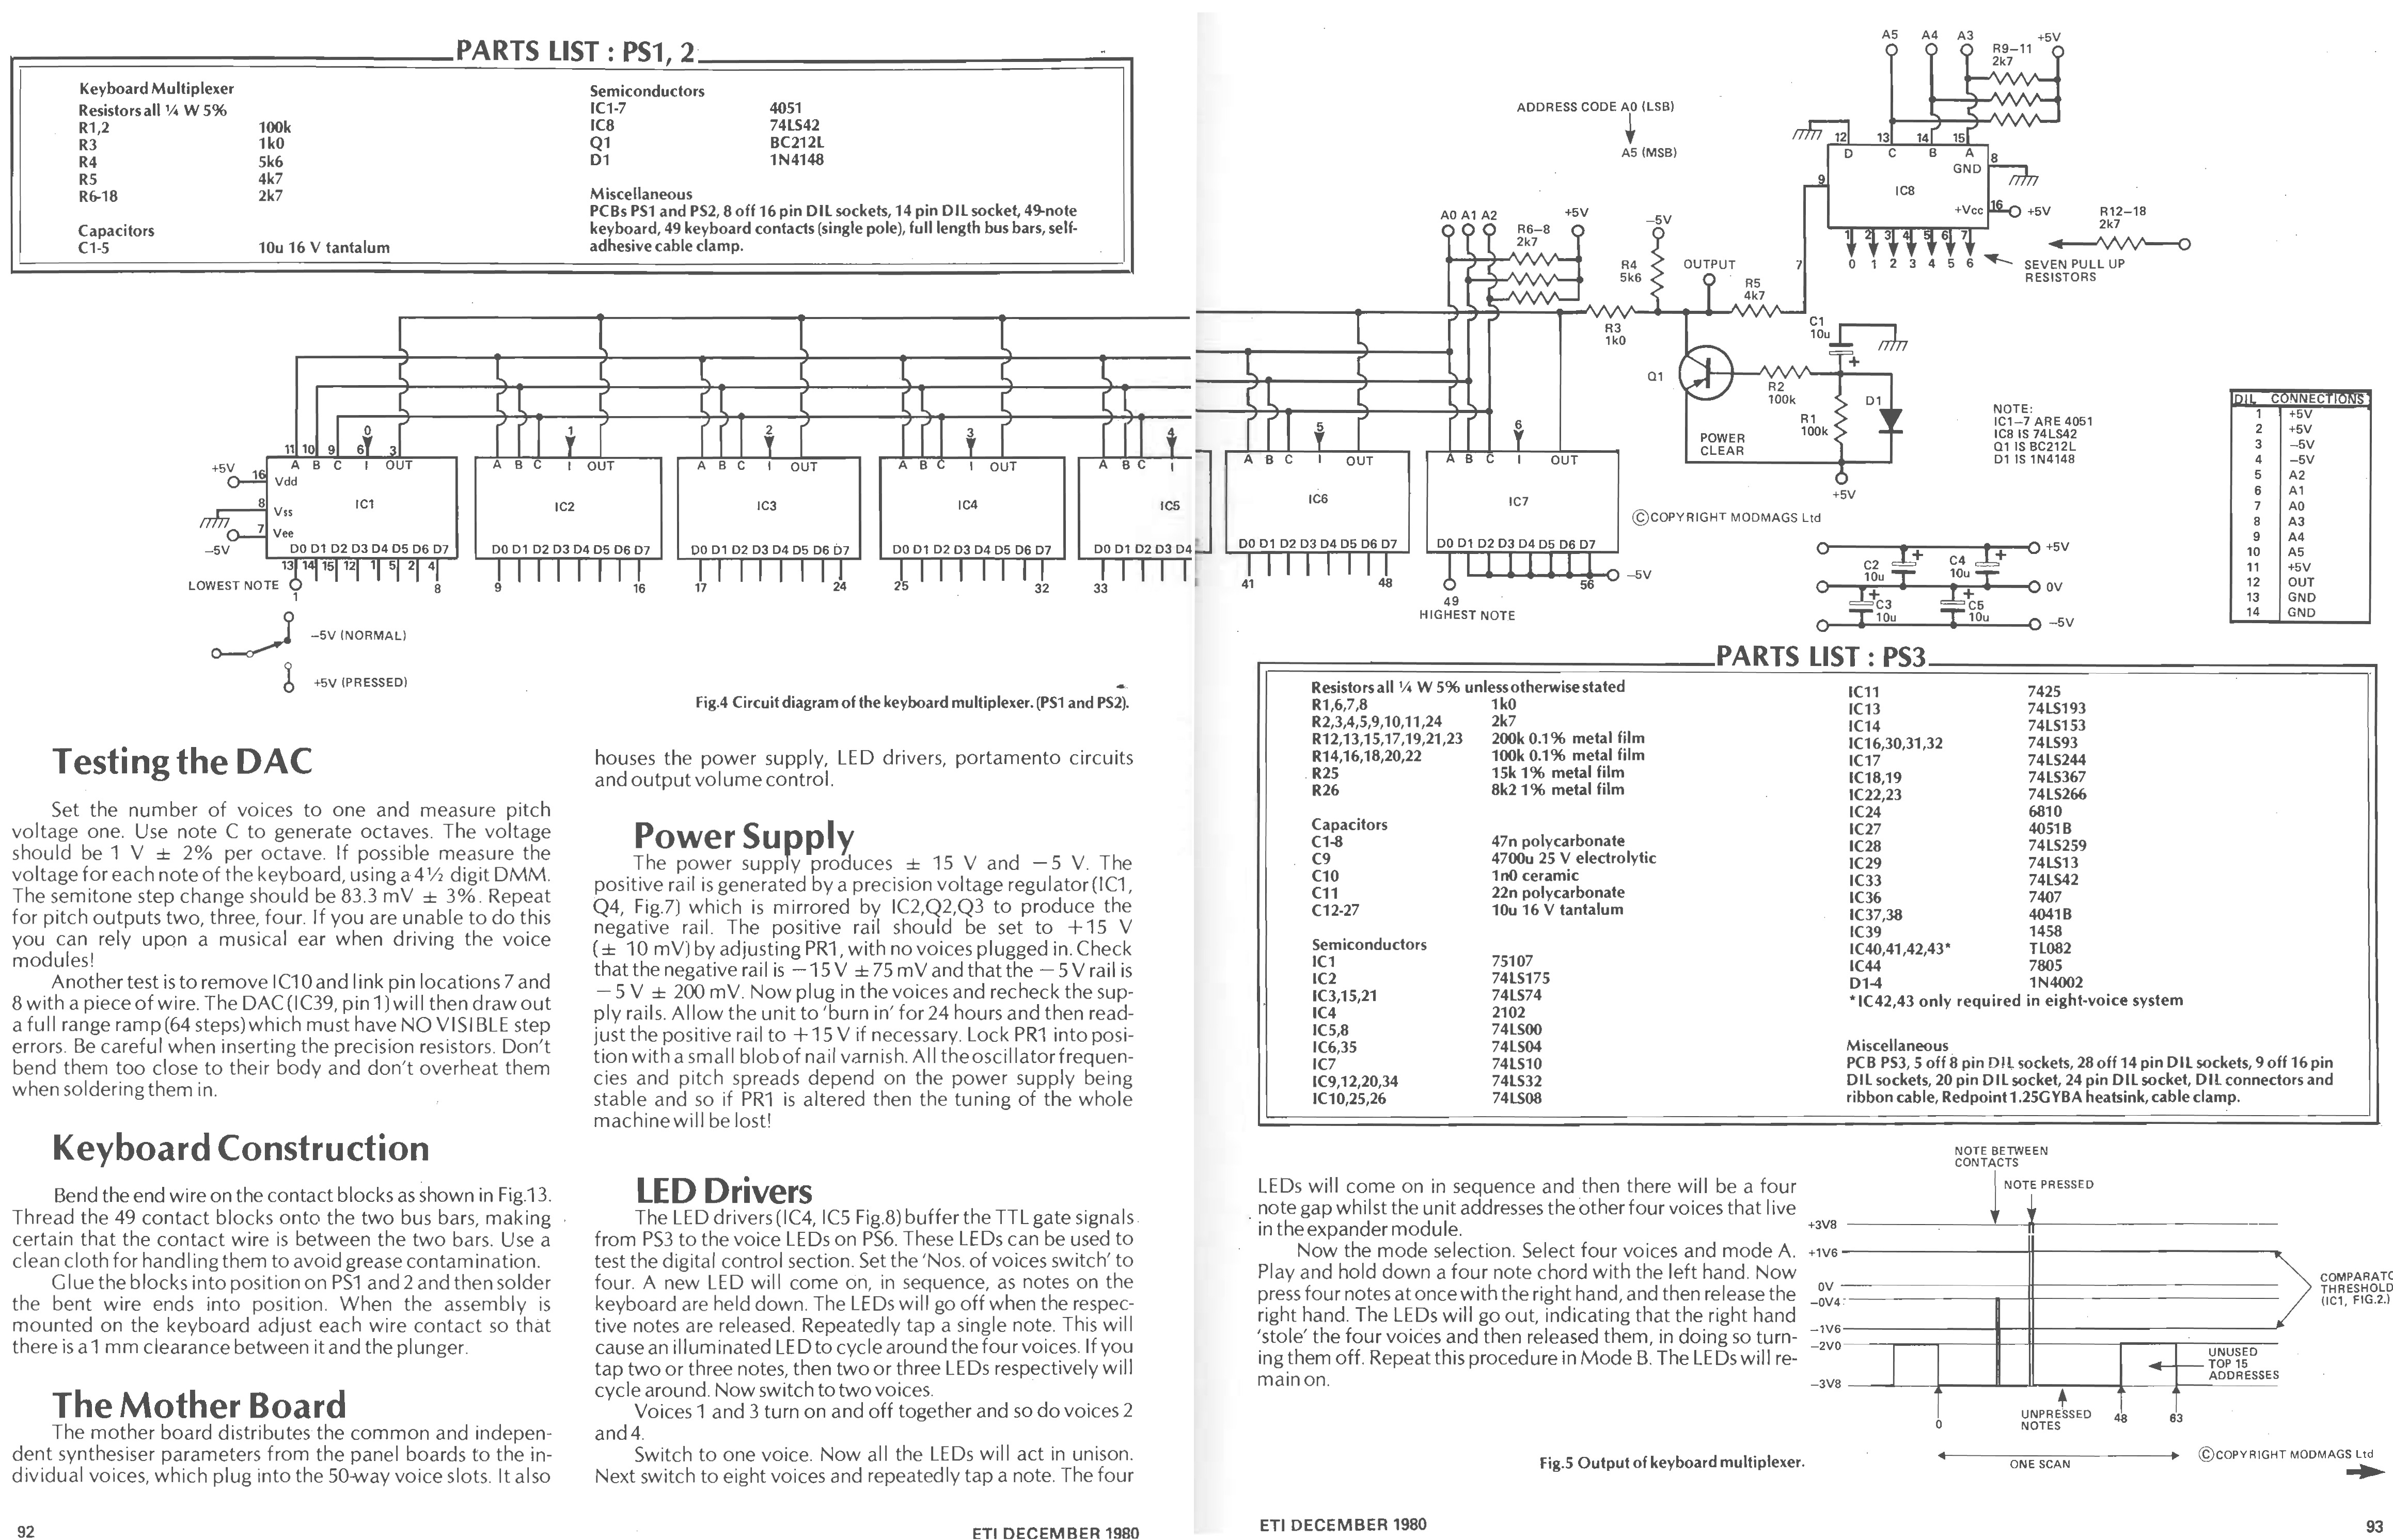 PARTS LIST : PS1, 2
Keyboard Multiplexer
Resistors all ¼ W 5%
R1,2 100k
R3 1k0
R4 5k6
R5 4k7
R6-18 2k7
Capacitors
C1-5 10u 16 V tantalum
Semiconductors
IC1-7 4051
IC8 74LS42
Q1 BC212L
D1 1N4148
Miscellaneous
PCBs PS1 and PS2, 8 off 16 pin DIL sockets, 14 pin DIL socket, 49-note
keyboard, 49 keyboard contacts (single pole), full length bus bars, self-
adhesive cable clamp.
0 1 2 3 4
11 10 9 6 3
A B C I OUT
A B C I OUT
A B C I OUT
A B C I OUT
A B C I
+5V 16 Vdd
8 Vss
7 Vee
-5V
IC1 IC2 IC3 IC4 IC5
D0 D1 D2 D3 D4 D5 D6 D7
D0 D1 D2 D3 D4 D5 D6 D7
D0 D1 D2 D3 D4 D5 D6 D7
D0 D1 D2 D3 D4 D5 D6 D7
D0 D1 D2 D3 D4
13 14 15 12 1 5 2 4
LOWEST NOTE 1 8 9 16 17 24 25 32 33
-5V (NORMAL)
+5V (PRESSED)
Fig.4 Circuit diagram of the keyboard multiplexer. (PS1 and PS2).
Testing the DAC
Set the number of voices to one and measure pitch
voltage one. Use note C to generate octaves. The voltage
should be 1 V ± 2% per octave. If possible measure the
voltage for each note of the keyboard, using a 4½ digit DMM.
The semitone step change should be 83.3 mV ± 3%. Repeat
for pitch outputs two, three, four. If you are unable to do this
you can rely upon a musical ear when driving the voice
modules!
Another test is to remove IC10 and link pin locations 7 and
8 with a piece of wire. The DAC (IC39, pin 1) will then draw out
a full range ramp (64 steps) which must have NO VISIBLE step
errors. Be careful when inserting the precision resistors. Don't
bend them too close to their body and don't overheat them
when soldering them in.
Keyboard Construction
Bend the end wire on the contact blocks as shown in Fig.13.
Thread the 49 contact blocks onto the two bus bars, making
certain that the contact wire is between the two bars. Use a
clean cloth for handling them to avoid grease contamination.
Glue the blocks into position on PS1 and 2 and then solder
the bent wire ends into position. When the assembly is
mounted on the keyboard adjust each wire contact so that
there is a 1 mm clearance between it and the plunger.
The Mother Board
The mother board distributes the common and indepen-
dent synthesiser parameters from the panel boards to the in-
dividual voices, which plug into the 50-way voice slots. It also
houses the power supply, LED drivers, portamento circuits
and output volume control.
Power Supply
The power supply produces ± 15 V and −5 V. The
positive rail is generated by a precision voltage regulator (IC1,
Q4, Fig.7) which is mirrored by IC2,Q2,Q3 to produce the
negative rail. The positive rail should be set to +15 V
(± 10 mV) by adjusting PR1, with no voices plugged in. Check
that the negative rail is −15 V ± 75 mV and that the −5 V rail is
−5 V ± 200 mV. Now plug in the voices and recheck the sup-
ply rails. Allow the unit to 'burn in' for 24 hours and then read-
just the positive rail to +15 V if necessary. Lock PR1 into posi-
tion with a small blob of nail varnish. All the oscillator frequen-
cies and pitch spreads depend on the power supply being
stable and so if PR1 is altered then the tuning of the whole
machine will be lost!
LED Drivers
The LED drivers (IC4, IC5 Fig.8) buffer the TTL gate signals
from PS3 to the voice LEDs on PS6. These LEDs can be used to
test the digital control section. Set the 'Nos. of voices switch' to
four. A new LED will come on, in sequence, as notes on the
keyboard are held down. The LEDs will go off when the respec-
tive notes are released. Repeatedly tap a single note. This will
cause an illuminated LED to cycle around the four voices. If you
tap two or three notes, then two or three LEDs respectively will
cycle around. Now switch to two voices.
Voices 1 and 3 turn on and off together and so do voices 2
and 4.
Switch to one voice. Now all the LEDs will act in unison.
Next switch to eight voices and repeatedly tap a note. The four
92
ETI DECEMBER 1980
A5 A4 A3 +5V
R9–11
2k7
ADDRESS CODE A0 (LSB)
A5 (MSB)
12 13 14 15
D C B A
8
GND
IC8
9
+Vcc 16 +5V
1 2 3 4 5 6 7
0 1 2 3 4 5 6
R12–18
2k7
SEVEN PULL UP
RESISTORS
A0 A1 A2
R6–8
2k7
+5V
-5V
R4
5k6
OUTPUT
R5
4k7
7
R3
1k0
C1
10u
+
Q1
R2
100k
R1
100k
D1
POWER
CLEAR
+5V
NOTE:
IC1–7 ARE 4051
IC8 IS 74LS42
Q1 IS BC212L
D1 IS 1N4148
5 6
A B C I OUT
A B C I OUT
IC6 IC7
D0 D1 D2 D3 D4 D5 D6 D7
D0 D1 D2 D3 D4 D5 D6 D7
41 48 49 56 -5V
HIGHEST NOTE
©COPYRIGHT MODMAGS Ltd
+5V
C2
10u
+
C4
10u
+
0V
+
C3
10u
+
C5
10u
-5V
DIL CONNECTIONS
1 +5V
2 +5V
3 -5V
4 -5V
5 A2
6 A1
7 A0
8 A3
9 A4
10 A5
11 +5V
12 OUT
13 GND
14 GND
PARTS LIST : PS3
Resistors all ¼ W 5% unless otherwise stated
R1,6,7,8 1k0
R2,3,4,5,9,10,11,24 2k7
R12,13,15,17,19,21,23 200k 0.1% metal film
R14,16,18,20,22 100k 0.1% metal film
R25 15k 1% metal film
R26 8k2 1% metal film
Capacitors
C1-8 47n polycarbonate
C9 4700u 25 V electrolytic
C10 1n0 ceramic
C11 22n polycarbonate
C12-27 10u 16 V tantalum
Semiconductors
IC1 75107
IC2 74LS175
IC3,15,21 74LS74
IC4 2102
IC5,8 74LS00
IC6,35 74LS04
IC7 74LS10
IC9,12,20,34 74LS32
IC10,25,26 74LS08
IC11 7425
IC13 74LS193
IC14 74LS153
IC16,30,31,32 74LS93
IC17 74LS244
IC18,19 74LS367
IC22,23 74LS266
IC24 6810
IC27 4051B
IC28 74LS259
IC29 74LS13
IC33 74LS42
IC36 7407
IC37,38 4041B
IC39 1458
IC40,41,42,43* TL082
IC44 7805
D1-4 1N4002
*IC42,43 only required in eight-voice system
Miscellaneous
PCB PS3, 5 off 8 pin DIL sockets, 28 off 14 pin DIL sockets, 9 off 16 pin
DIL sockets, 20 pin DIL socket, 24 pin DIL socket, DIL connectors and
ribbon cable, Redpoint 1.25GYBA heatsink, cable clamp.
LEDs will come on in sequence and then there will be a four
note gap whilst the unit addresses the other four voices that live
in the expander module.
Now the mode selection. Select four voices and mode A.
Play and hold down a four note chord with the left hand. Now
press four notes at once with the right hand, and then release the
right hand. The LEDs will go out, indicating that the right hand
'stole' the four voices and then released them, in doing so turn-
ing them off. Repeat this procedure in Mode B. The LEDs will re-
main on.
NOTE BETWEEN
CONTACTS
NOTE PRESSED
+3V8
+1V6
0V
-0V4
-1V6
-2V0
-3V8
COMPARATO
THRESHOLD
(IC1, FIG.2.)
UNUSED
TOP 15
ADDRESSES
0
UNPRESSED
NOTES
48
63
ONE SCAN
©COPYRIGHT MODMAGS Ltd
Fig.5 Output of keyboard multiplexer.
ETI DECEMBER 1980
93